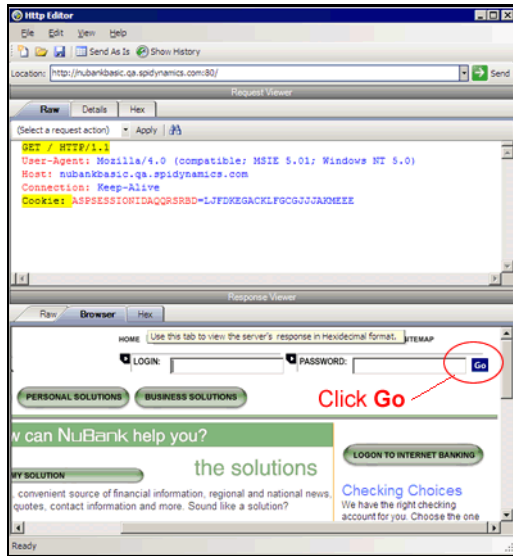 Http Editor
File Edit View Help
Send As Is Show History
Location: http://nubankbasic.qa.spidynamics.com:80/ Send
Request Viewer
Raw Details Hex
(Select a request action) Apply
GET / HTTP/1.1
User-Agent: Mozilla/4.0 (compatible; MSIE 5.01; Windows NT 5.0)
Host: nubankbasic.qa.spidynamics.com
Connection: Keep-Alive
Cookie: ASPSESSIONIDAQQRSRBD=LJFDKEGACKLFGCGJJJAKMEEE
Response Viewer
Raw Browser Hex
HOME Use this tab to view the server's response in Hexidecimal format. ITEMAP
LOGIN: PASSWORD: Go
PERSONAL SOLUTIONS BUSINESS SOLUTIONS Click Go
w can NuBank help you?
LOGON TO INTERNET BANKING
MY SOLUTION the solutions
, convenient source of financial information, regional and national news, Checking Choices
quotes, contact information and more. Sound like a solution? We have the right checking
account for you. Choose the one
Ready